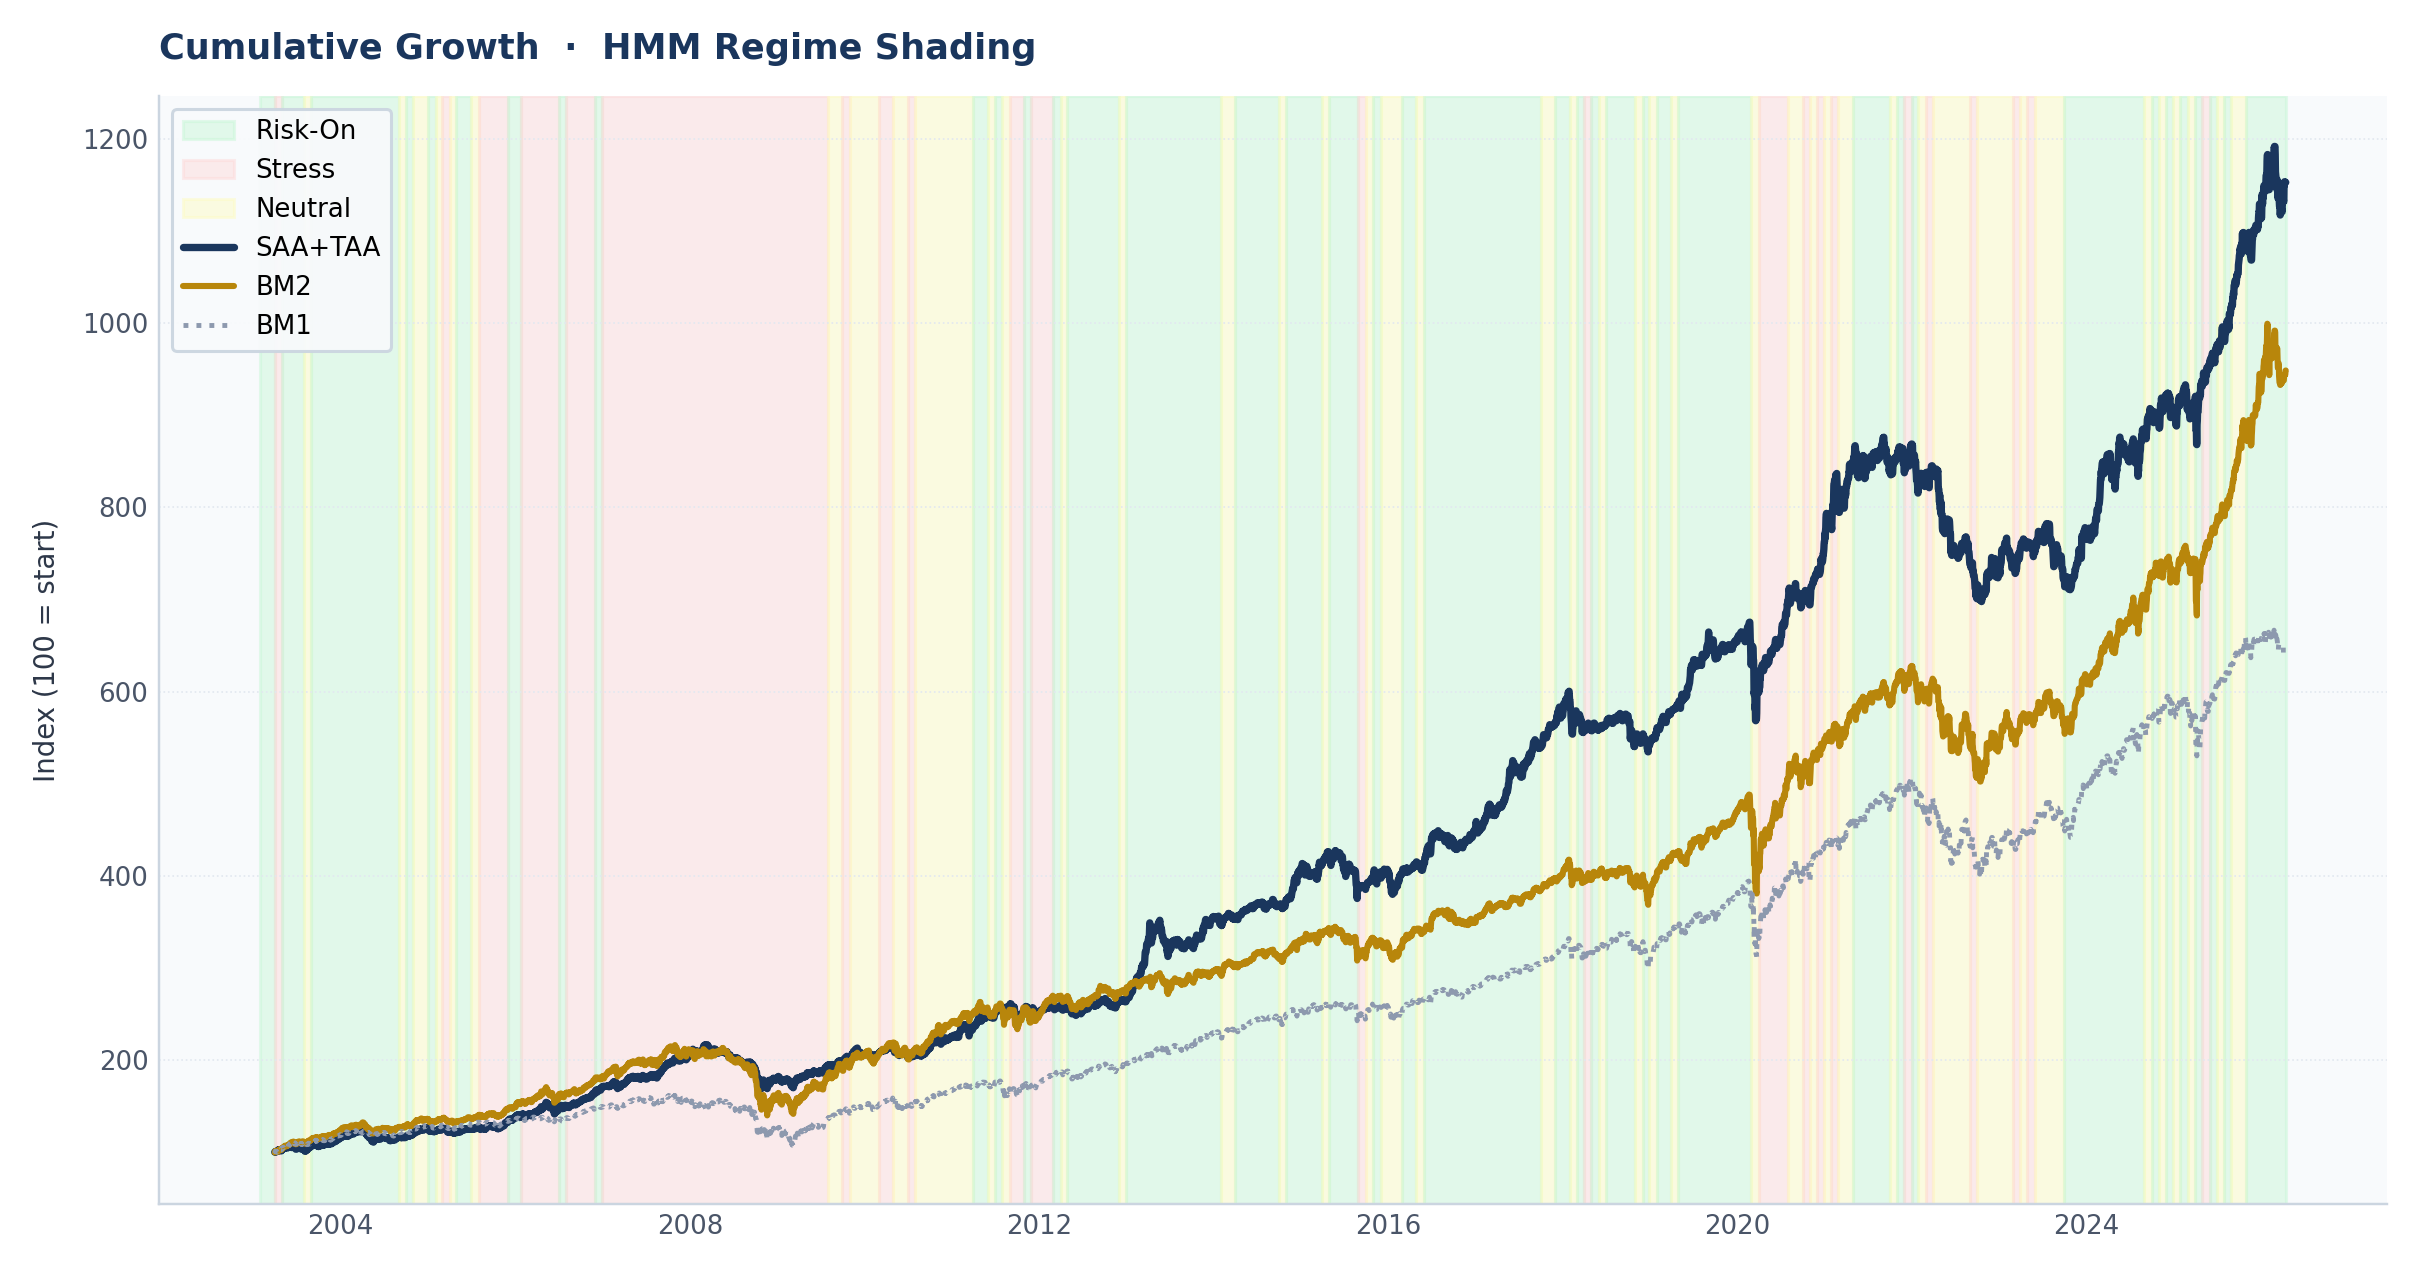 Cumulative Growth · HMM Regime Shading
Risk-On
Stress
Neutral
SAA+TAA
BM2
BM1
Index (100 = start)
1200
1000
800
600
400
200
2004
2008
2012
2016
2020
2024